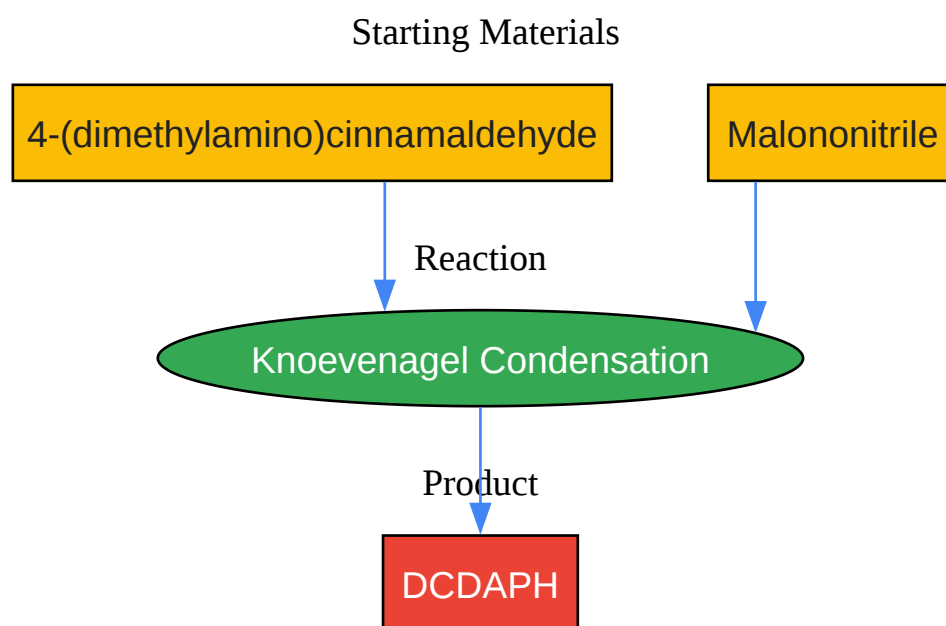 Starting Materials
4-(dimethylamino)cinnamaldehyde
Malononitrile
Reaction
Knoevenagel Condensation
Product
DCDAPH